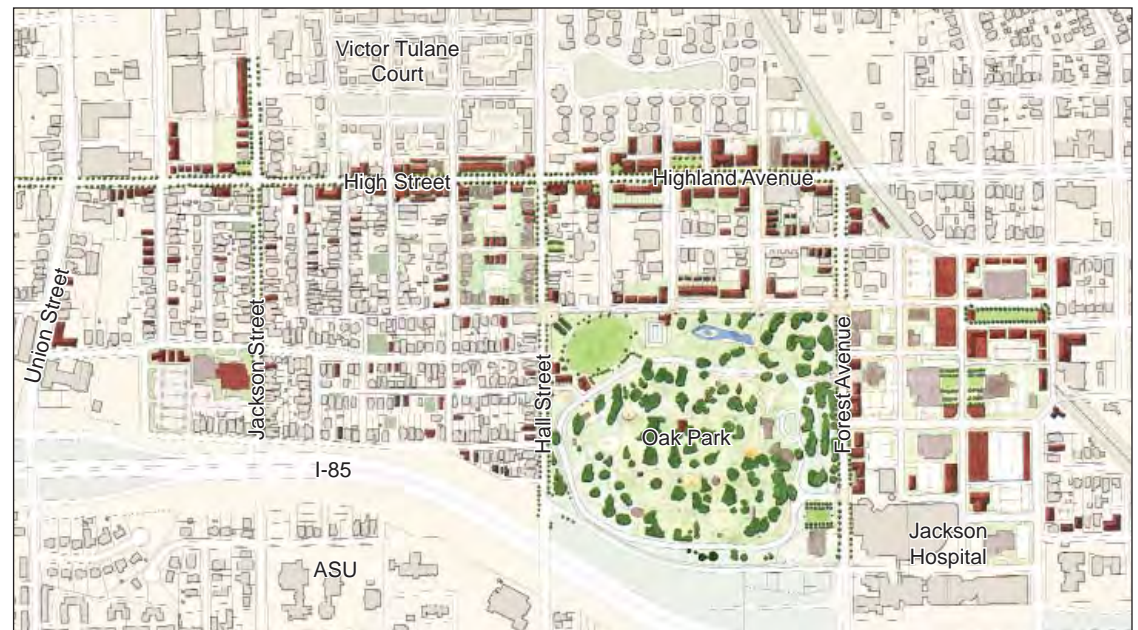 Victor Tulane
Court
High Street
Highland Avenue
Union Street
Jackson Street
Hall Street
Forest Avenue
Oak Park
I-85
Jackson
Hospital
ASU